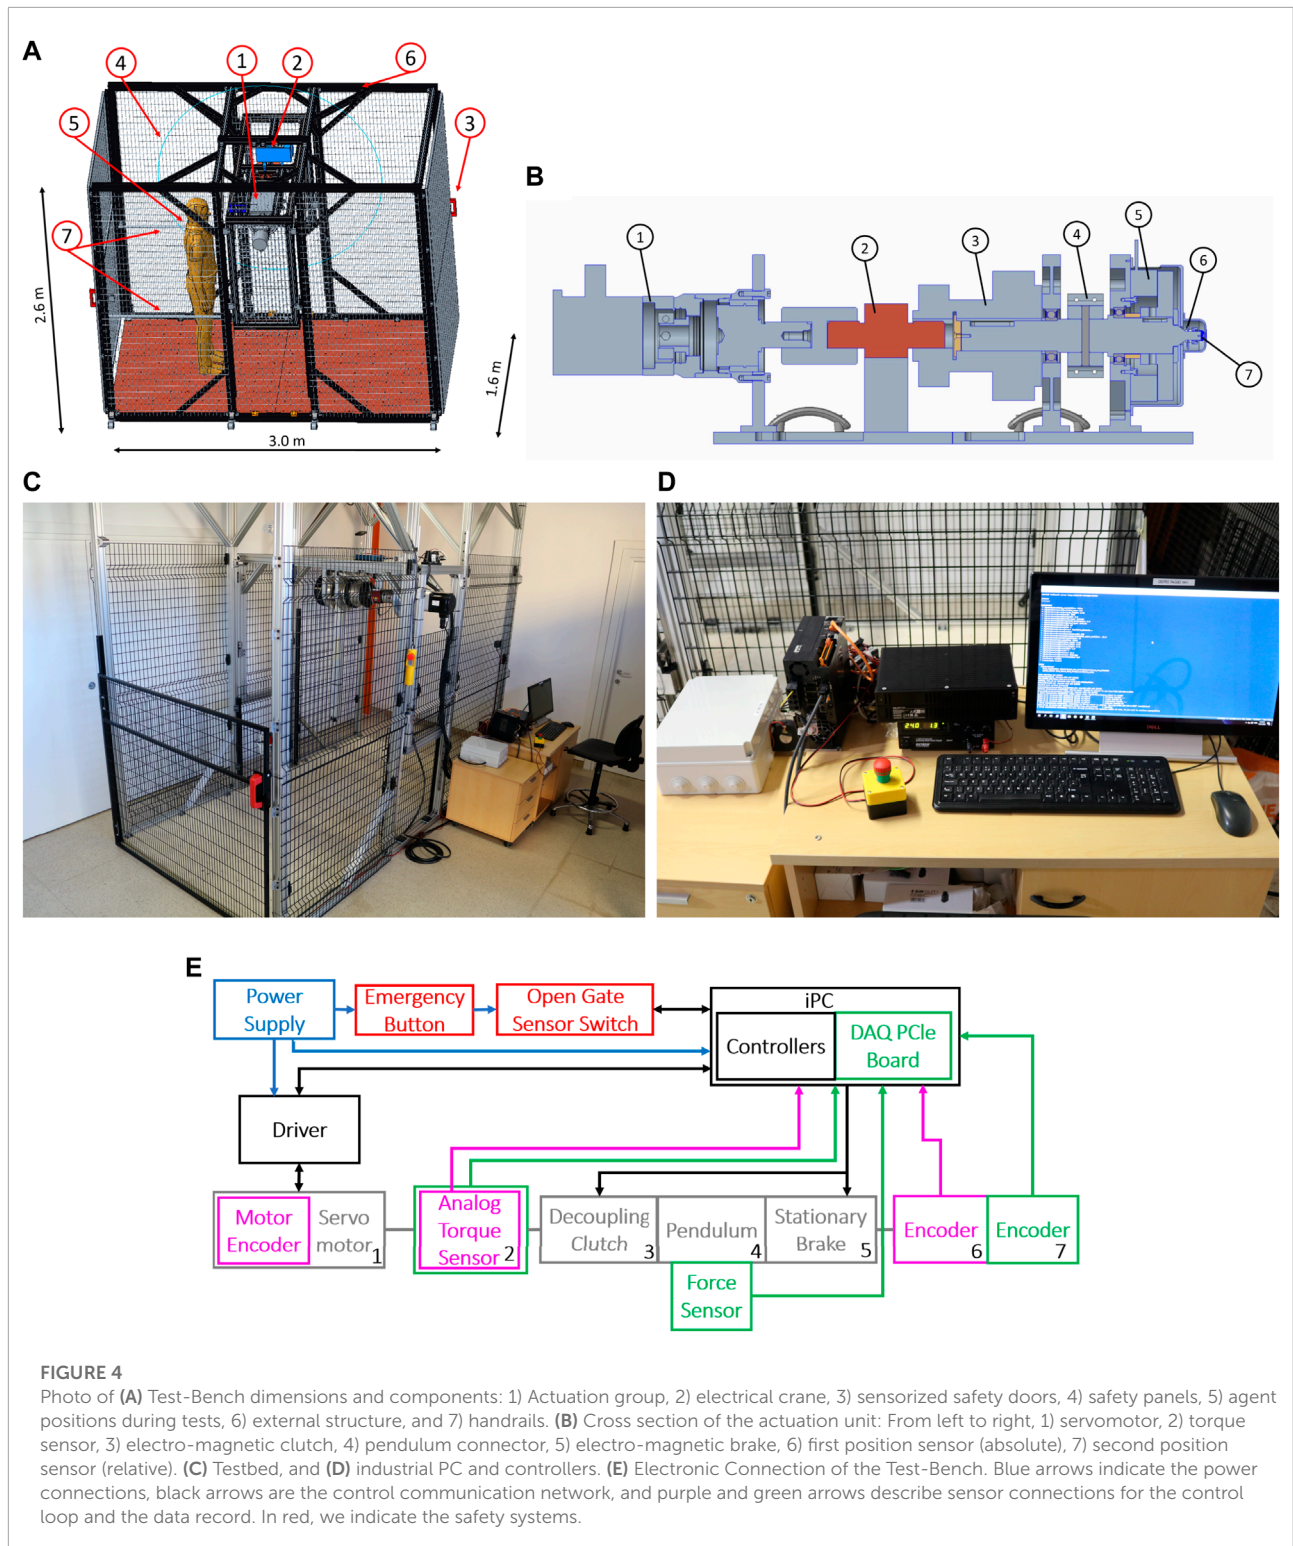 A
4
1
2
6
5
3
7
2.6 m
3.0 m
1.6 m
B
1
2
3
4
5
6
7
C
D
24.0 13
DELL
E
Power
Supply
Emergency
Button
Open Gate
Sensor Switch
iPC
Controllers
DAQ PCIe
Board
Driver
Motor
Encoder
Servo
motor
1
Analog
Torque
Sensor
2
Decoupling
Clutch
3
Pendulum
4
Stationary
Brake
5
Encoder
6
Encoder
7
Force
Sensor
FIGURE 4
Photo of (A) Test-Bench dimensions and components: 1) Actuation group, 2) electrical crane, 3) sensorized safety doors, 4) safety panels, 5) agent
positions during tests, 6) external structure, and 7) handrails. (B) Cross section of the actuation unit: From left to right, 1) servomotor, 2) torque
sensor, 3) electro-magnetic clutch, 4) pendulum connector, 5) electro-magnetic brake, 6) first position sensor (absolute), 7) second position
sensor (relative). (C) Testbed, and (D) industrial PC and controllers. (E) Electronic Connection of the Test-Bench. Blue arrows indicate the power
connections, black arrows are the control communication network, and purple and green arrows describe sensor connections for the control
loop and the data record. In red, we indicate the safety systems.